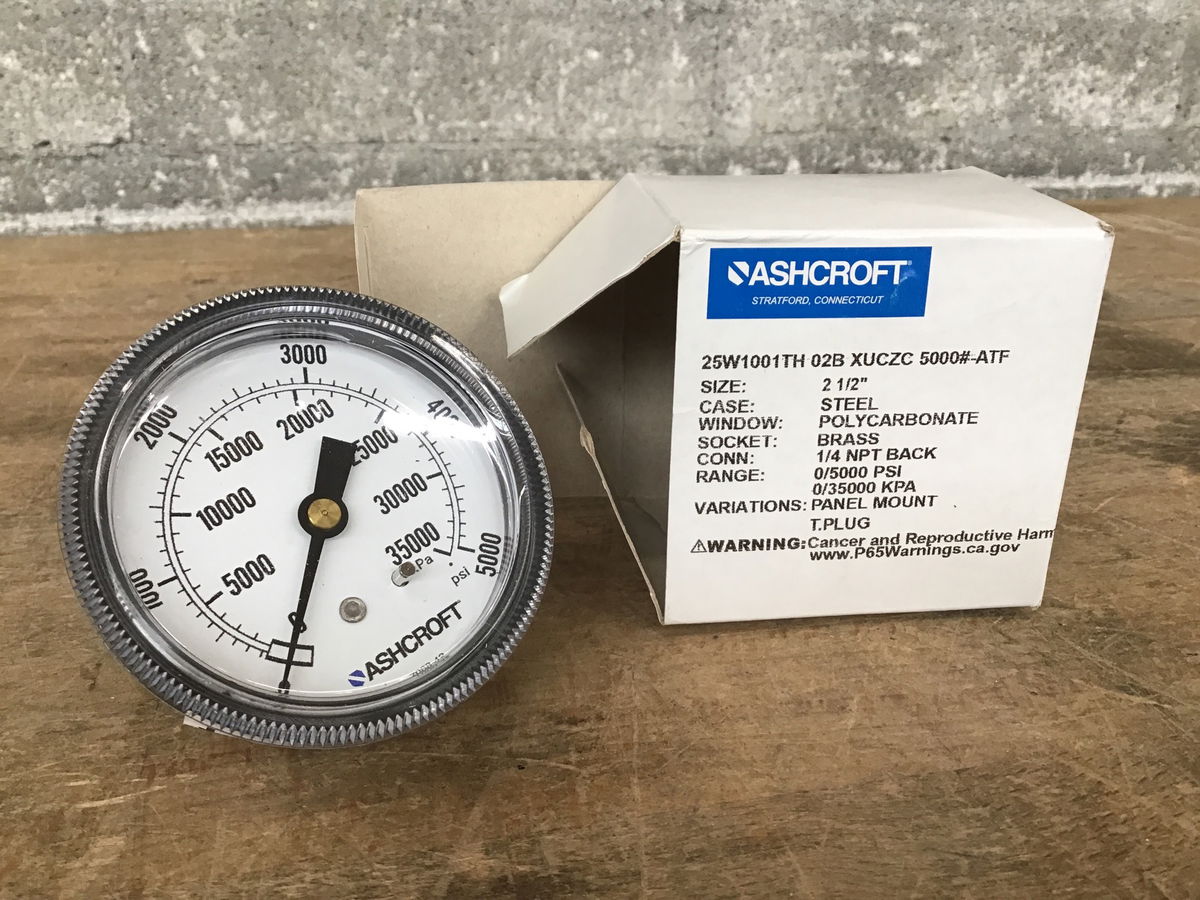 ASHCROFT
STRATFORD, CONNECTICUT
25W1001TH 02B XUCZC 5000#-ATF
SIZE: 2 1/2"
CASE: STEEL
WINDOW: POLYCARBONATE
SOCKET: BRASS
CONN: 1/4 NPT BACK
RANGE: 0/5000 PSI
0/35000 KPA
VARIATIONS: PANEL MOUNT
T.PLUG
⚠WARNING: Cancer and Reproductive Harm
www.P65Warnings.ca.gov
1000
2000
3000
5000
psi
0
5000
10000
15000
20000
25000
30000
35000
ASHCROFT